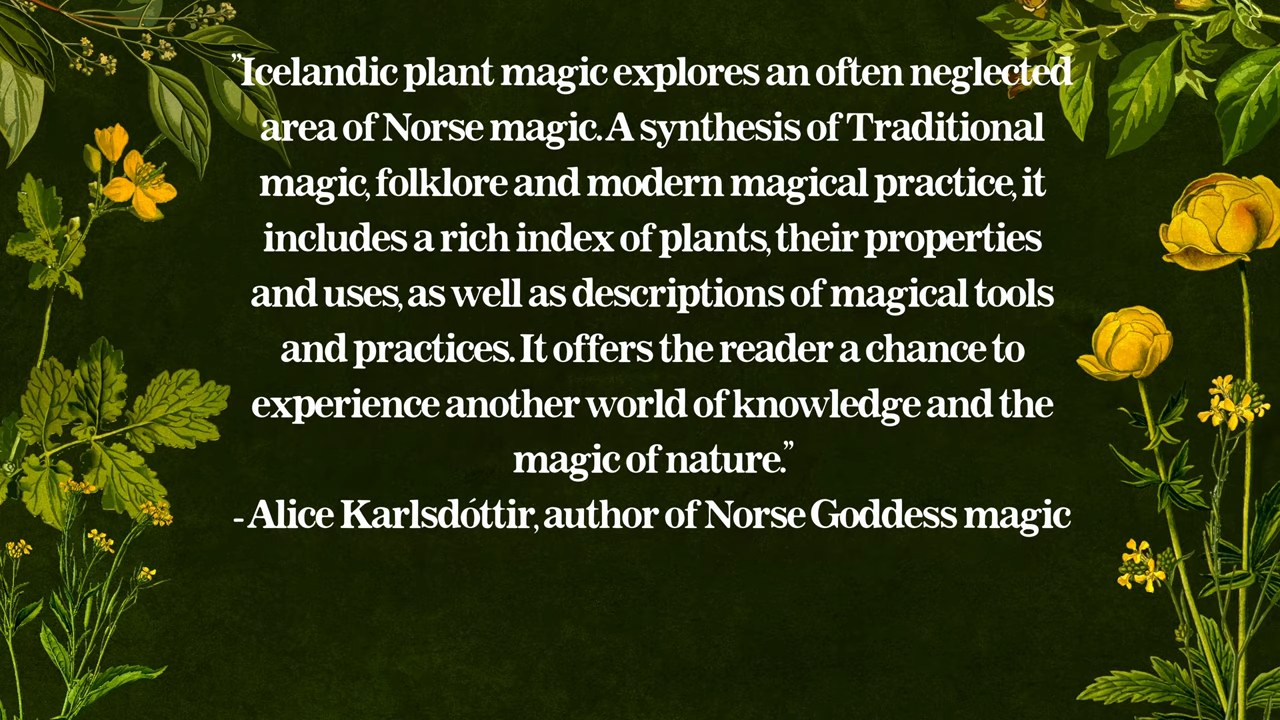 "Icelandic plant magic explores an often neglected
area of Norse magic. A synthesis of Traditional
magic, folklore and modern magical practice, it
includes a rich index of plants, their properties
and uses, as well as descriptions of magical tools
and practices. It offers the reader a chance to
experience another world of knowledge and the
magic of nature."
- Alice Karlsdóttir, author of Norse Goddess magic